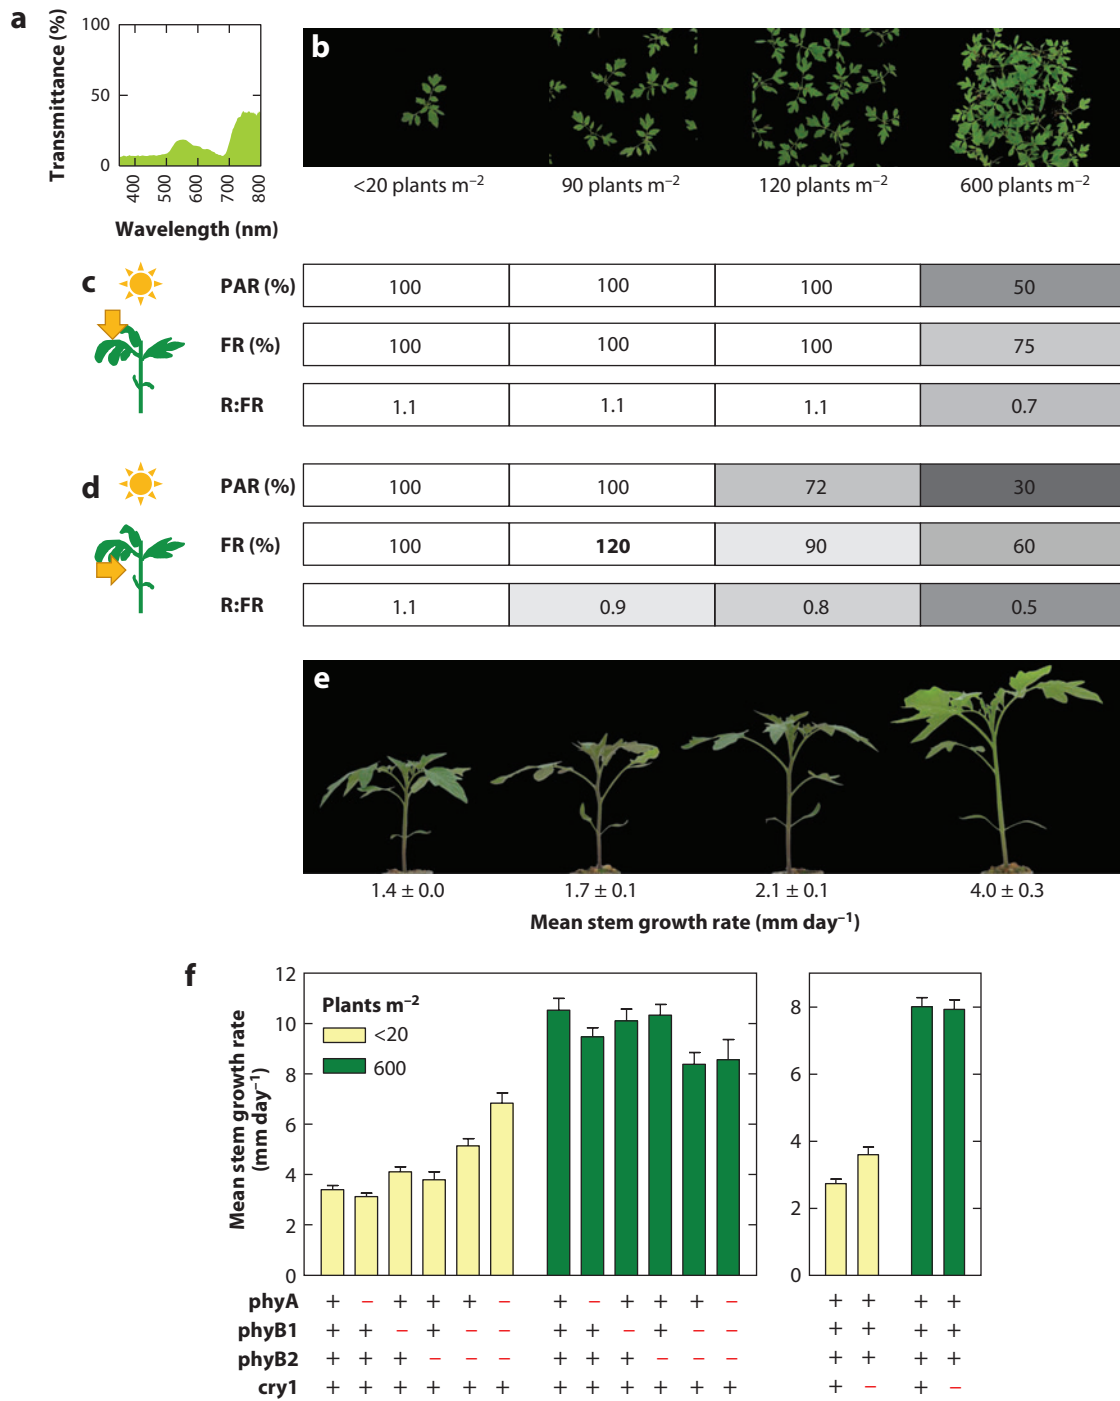 a
Transmittance (%)
100
50
0
400 500 600 700 800
Wavelength (nm)
b
<20 plants m–2 90 plants m–2 120 plants m–2 600 plants m–2
c
PAR (%) 100 100 100 50
FR (%) 100 100 100 75
R:FR 1.1 1.1 1.1 0.7
d
PAR (%) 100 100 72 30
FR (%) 100 120 90 60
R:FR 1.1 0.9 0.8 0.5
e
1.4 ± 0.0 1.7 ± 0.1 2.1 ± 0.1 4.0 ± 0.3
Mean stem growth rate (mm day–1)
f
Mean stem growth rate
(mm day–1)
12
10
8
6
4
2
0
Plants m–2
<20
600
8
6
4
2
0
phyA + – + + + – + – + + + – + + + +
phyB1 + + – + – – + + – + – – + + + +
phyB2 + + + – – – + + + – – – + + + +
cry1 + + + + + + + + + + + + + – + –